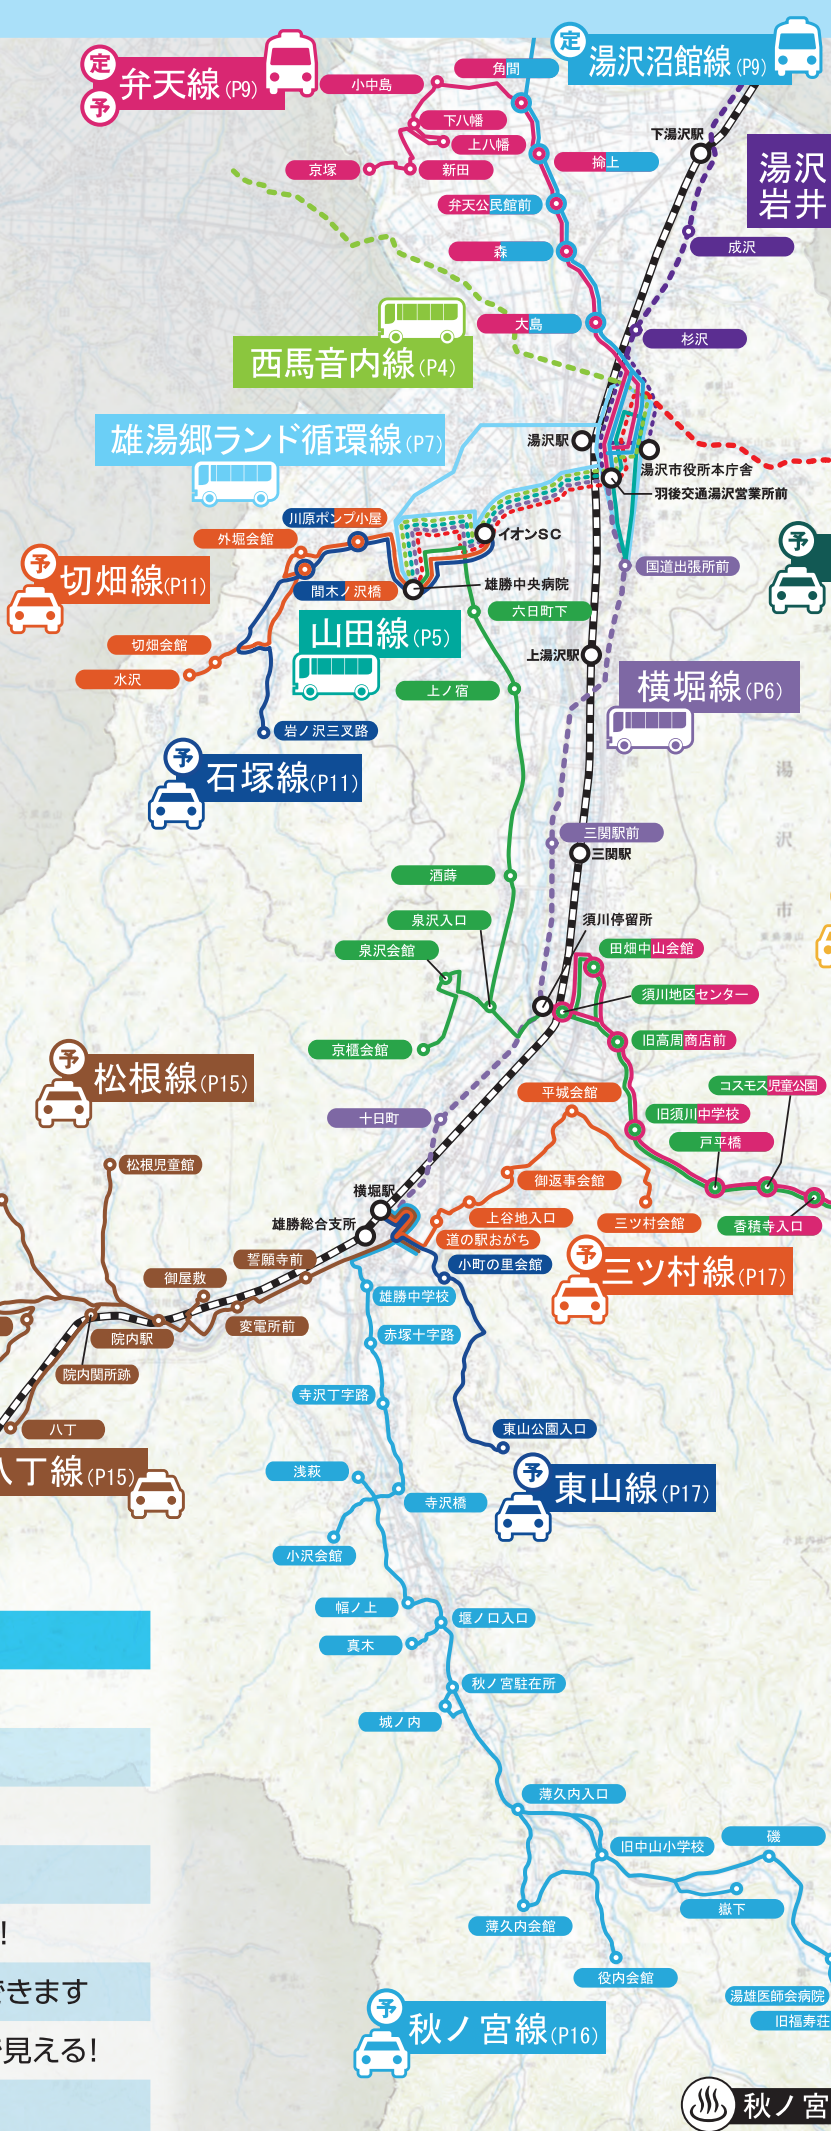 定
予
弁天線(P9)
定
湯沢沼館線(P9)
角間
小中島
下八幡
上八幡
京塚
新田
下湯沢駅
湯沢
岩井
捨上
弁天公民館前
成沢
森
大島
杉沢
西馬音内線(P4)
雄湯郷ランド循環線(P7)
湯沢駅
湯沢市役所本庁舎
羽後交通湯沢営業所前
川原ポンプ小屋
外堀会館
イオンSC
予
切畑線(P11)
間木ノ沢橋
雄勝中央病院
国道出張所前
予
六日町下
山田線(P5)
切畑会館
水沢
上湯沢駅
上ノ宿
横堀線(P6)
岩ノ沢三叉路
予
石塚線(P11)
湯
沢
市
三関駅前
三関駅
酒蒔
泉沢入口
須川停留所
泉沢会館
田畑中山会館
須川地区センター
京櫃会館
旧高周商店前
予
松根線(P15)
平城会館
コスモス児童公園
十日町
旧須川中学校
戸平橋
松根児童館
御返事会館
横堀駅
上谷地入口
三ツ村会館
香積寺入口
雄勝総合支所
道の駅おがち
誓願寺前
小町の里会館
予
三ツ村線(P17)
御屋敷
雄勝中学校
変電所前
院内駅
赤塚十字路
院内関所跡
寺沢丁字路
八丁
東山公園入口
八丁線(P15)
浅萩
予
東山線(P17)
寺沢橋
小沢会館
幅ノ上
堰ノ口入口
真木
秋ノ宮駐在所
城ノ内
薄久内入口
旧中山小学校
磯
嶽下
薄久内会館
!
できます
役内会館
湯雄医師会病院
旧福寿荘
予
秋ノ宮線(P16)
見える!
秋ノ宮